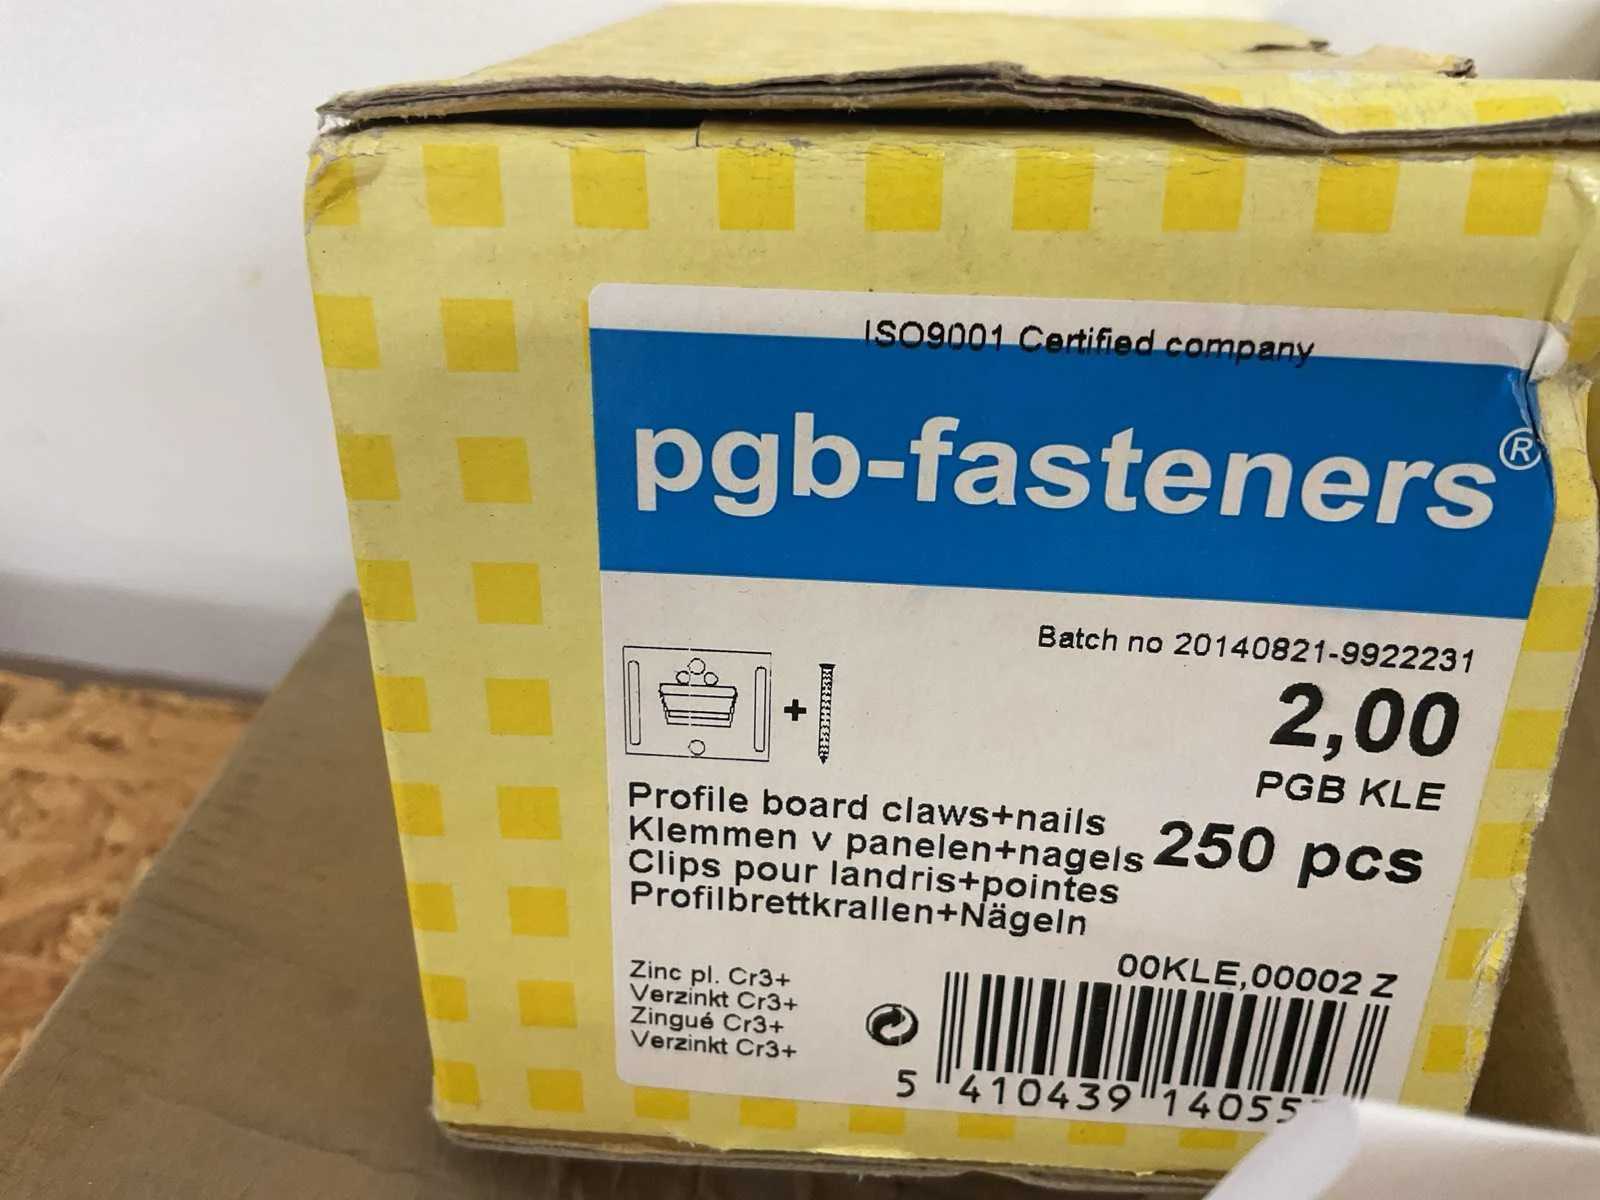 ISO9001 Certified company
pgb-fasteners®
Batch no 20140821-9922231
2,00
PGB KLE
+
Profile board claws+nails
Klemmen v panelen+nagels
Clips pour landris+pointes
Profilbrettkrallen+Nägeln
250 pcs
Zinc pl. Cr3+
Verzinkt Cr3+
Zingué Cr3+
Verzinkt Cr3+
00KLE,00002 Z
5 410439 14055